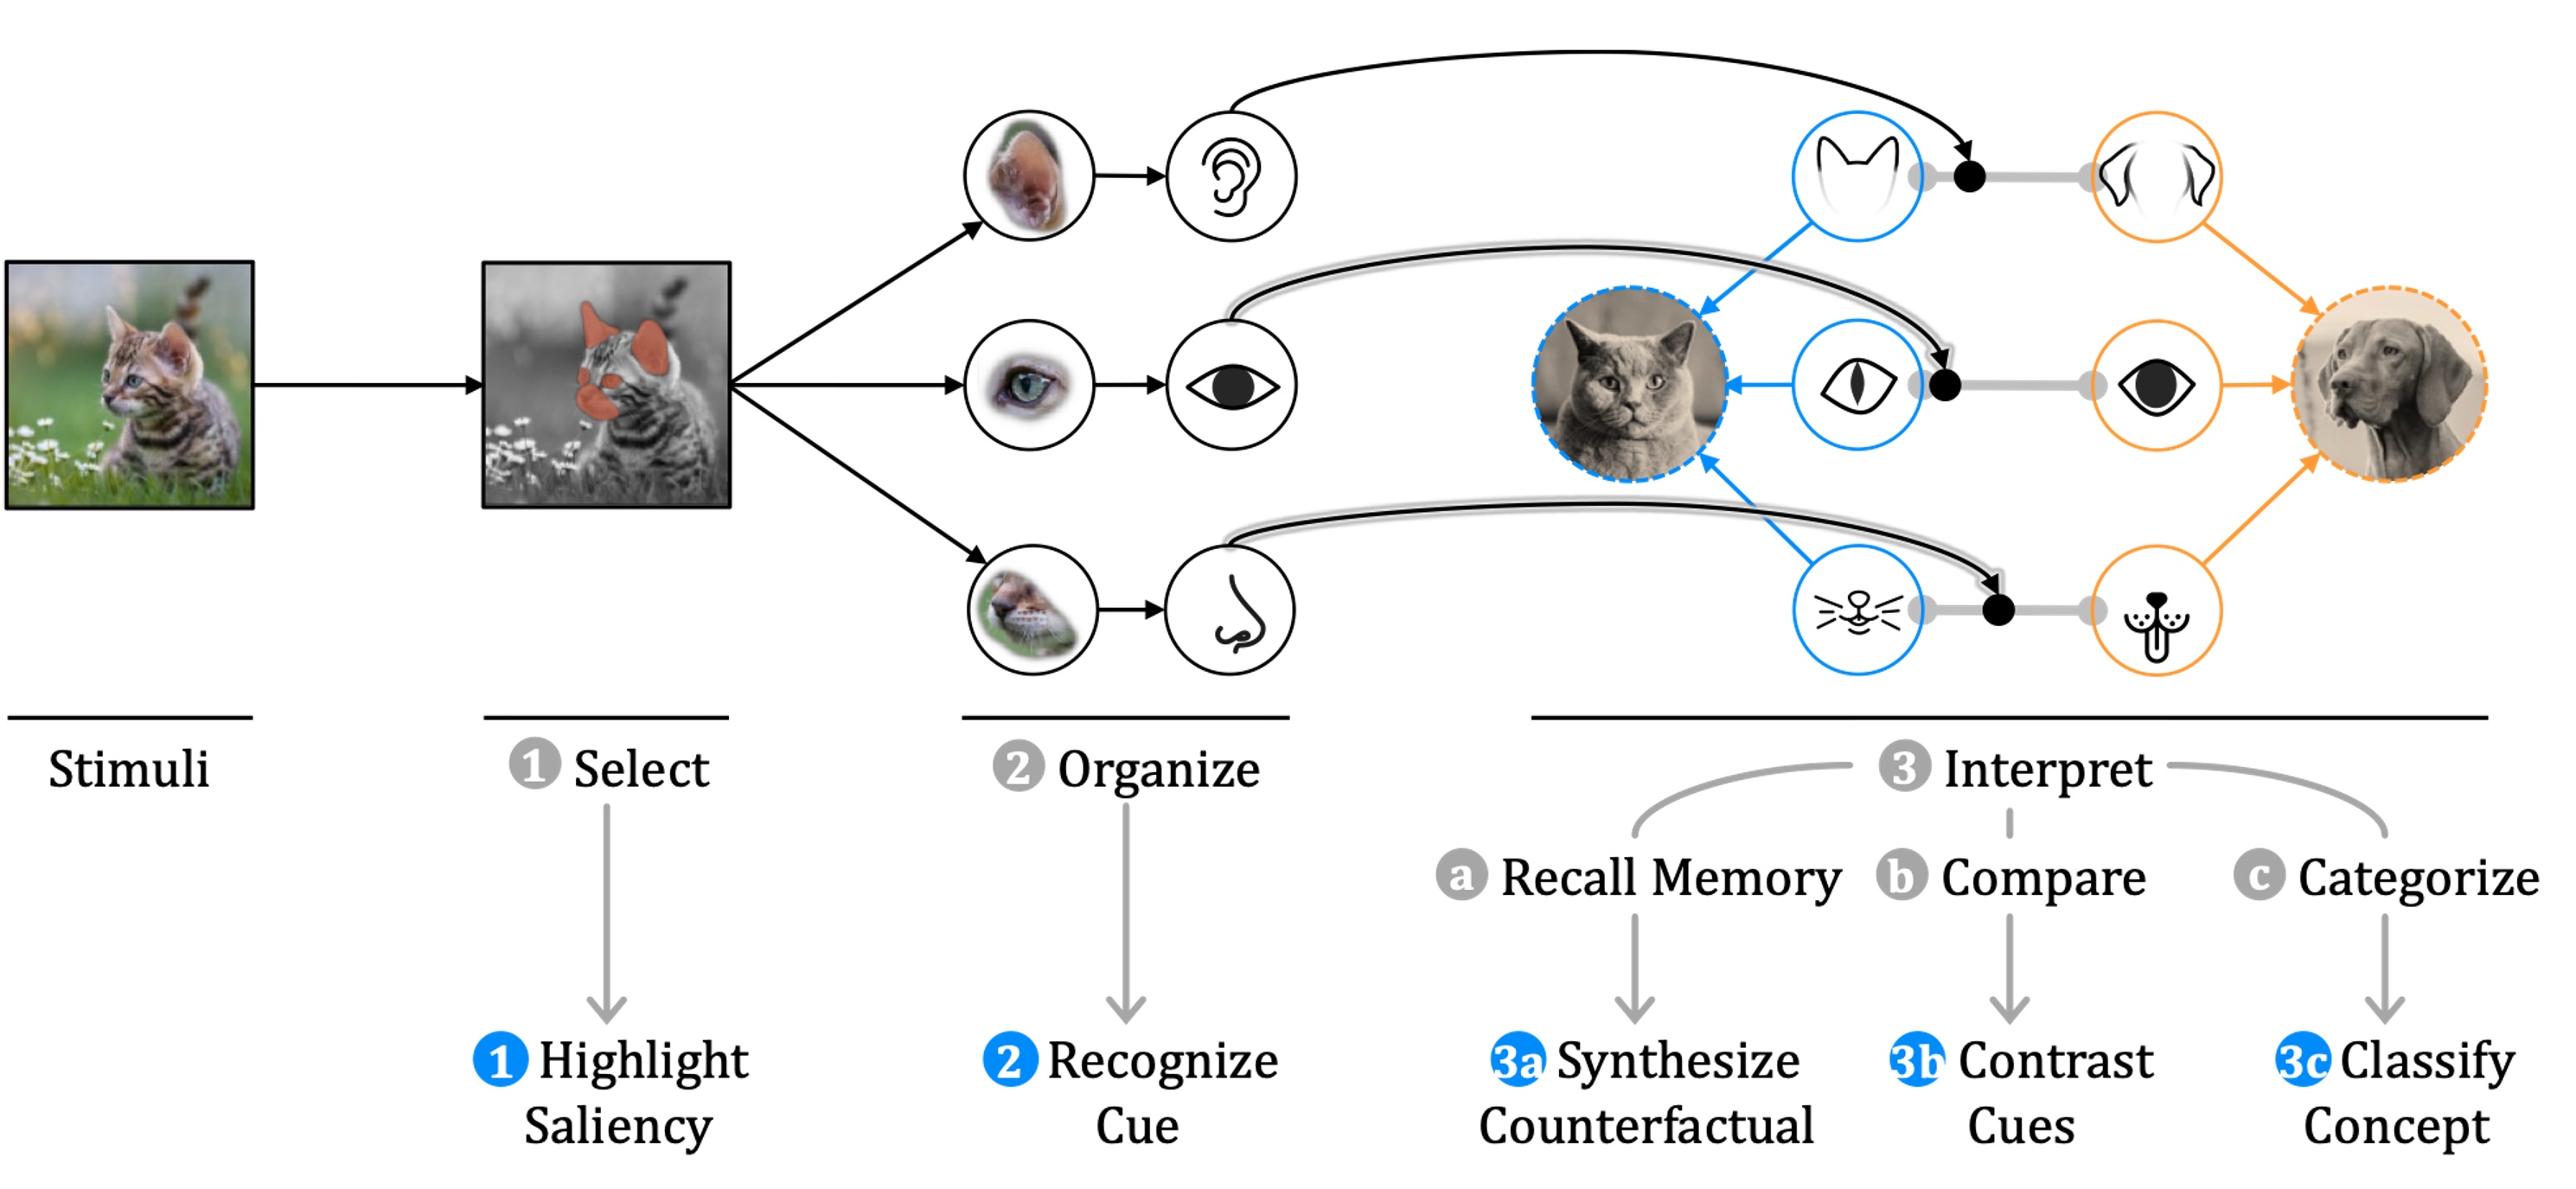 Stimuli
1 Select
2 Organize
3 Interpret
a Recall Memory
b Compare
c Categorize
1 Highlight
Saliency
2 Recognize
Cue
3a Synthesize
Counterfactual
3b Contrast
Cues
3c Classify
Concept